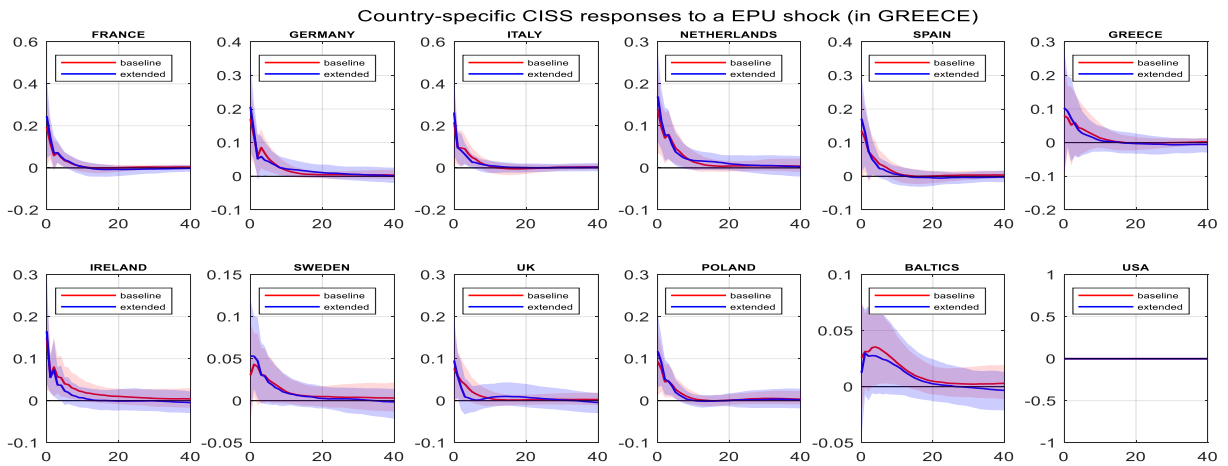 Country-specific CISS responses to a EPU shock (in GREECE)
FRANCE GERMANY ITALY NETHERLANDS SPAIN GREECE
0.6 0.4 0.6 0.4 0.4 0.3
baseline baseline baseline baseline baseline baseline
extended extended extended extended extended extended
0.3 0.3 0.3 0.2
0.4 0.4
0.2 0.2 0.2 0.1
0.2 0.2
0.1 0.1 0.1 0
0 0
0 0 0 -0.1
-0.2 -0.1 -0.2 -0.1 -0.1 -0.2
0 20 40 0 20 40 0 20 40 0 20 40 0 20 40 0 20 40
IRELAND SWEDEN UK POLAND BALTICS USA
0.3 0.15 0.3 0.3 0.1 1
baseline baseline baseline baseline baseline baseline
extended extended extended extended extended extended
0.2 0.1 0.2 0.2 0.5
0.05
0.1 0.05 0.1 0.1 0
0
0 0 0 0 -0.5
-0.1 -0.05 -0.1 -0.1 -0.05 -1
0 20 40 0 20 40 0 20 40 0 20 40 0 20 40 0 20 40